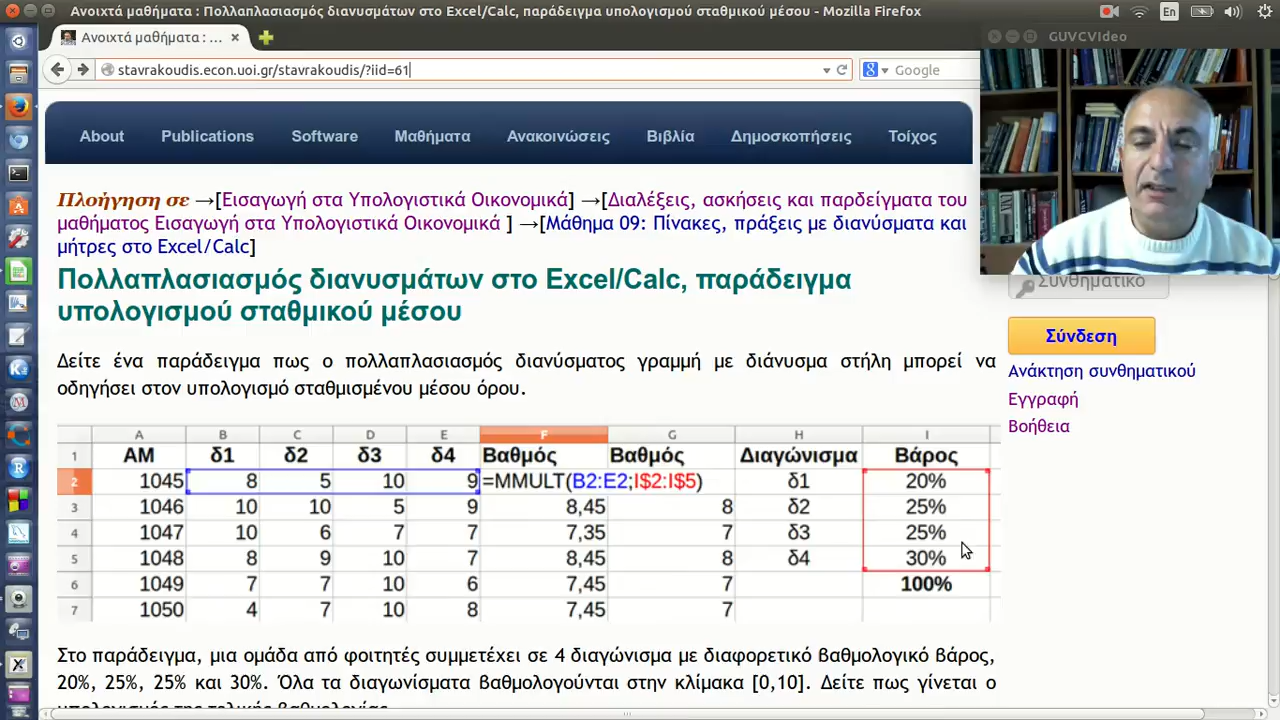 Ανοιχτά μαθήματα : Πολλαπλασιασμός διανυσμάτων στο Excel/Calc, παράδειγμα υπολογισμού σταθμικού μέσου - Mozilla Firefox
En
Ανοιχτά μαθήματα : ...
GUVCVIdeo
stavrakoudis.econ.uoi.gr/stavrakoudis/?iid=61
Google
About Publications Software Μαθήματα Ανακοινώσεις Βιβλία Δημοσκοπήσεις Τοίχος
Πλοήγηση σε →[Εισαγωγή στα Υπολογιστικά Οικονομικά] →[Διαλέξεις, ασκήσεις και παρδείγματα του
μαθήματος Εισαγωγή στα Υπολογιστικά Οικονομικά ] →[Μάθημα 09: Πίνακες, πράξεις με διανύσματα και
μήτρες στο Excel/Calc]
Συνθηματικό
Πολλαπλασιασμός διανυσμάτων στο Excel/Calc, παράδειγμα
υπολογισμού σταθμικού μέσου
Σύνδεση
Ανάκτηση συνθηματικού
Εγγραφή
Βοήθεια
Δείτε ένα παράδειγμα πως ο πολλαπλασιασμός διανύσματος γραμμή με διάνυσμα στήλη μπορεί να
οδηγήσει στον υπολογισμό σταθμισμένου μέσου όρου.
A B C D E F G H I
1 ΑΜ δ1 δ2 δ3 δ4 Βαθμός Βαθμός Διαγώνισμα Βάρος
2 1045 8 5 10 9 =MMULT(B2:E2;I$2:I$5) δ1 20%
3 1046 10 10 5 9 8,45 8 δ2 25%
4 1047 10 6 7 7 7,35 7 δ3 25%
5 1048 8 9 10 7 8,45 8 δ4 30%
6 1049 7 7 10 6 7,45 7 100%
7 1050 4 7 10 8 7,45 7
Στο παράδειγμα, μια ομάδα από φοιτητές συμμετέχει σε 4 διαγώνισμα με διαφορετικό βαθμολογικό βάρος,
20%, 25%, 25% και 30%. Όλα τα διαγωνίσματα βαθμολογούνται στην κλίμακα [0,10]. Δείτε πως γίνεται ο
υπολογισμός της τελικής βαθμολογίας